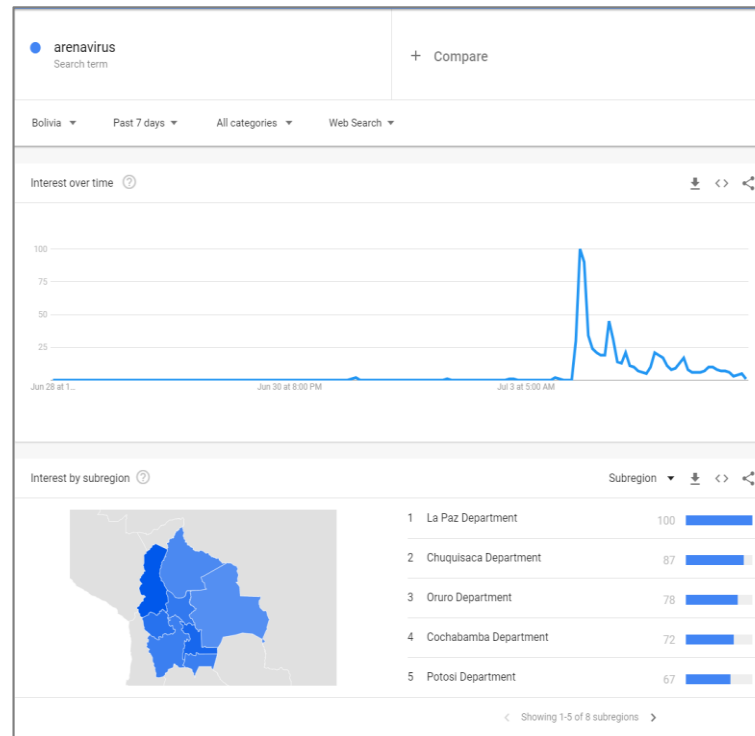 arenavirus
Search term
+ Compare
Bolivia
Past 7 days
All categories
Web Search
Interest over time
100
75
50
25
Jun 28 at 1...
Jun 30 at 8:00 PM
Jul 3 at 5:00 AM
Interest by subregion
Subregion
1 La Paz Department 100
2 Chuquisaca Department 87
3 Oruro Department 78
4 Cochabamba Department 72
5 Potosi Department 67
Showing 1-5 of 8 subregions